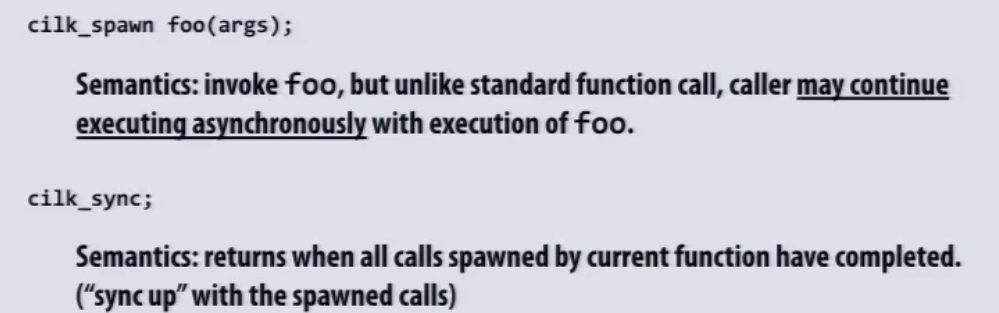 cilk_spawn foo(args);
Semantics: invoke foo, but unlike standard function call, caller may continue
executing asynchronously with execution of foo.
cilk_sync;
Semantics: returns when all calls spawned by current function have completed.
(“sync up” with the spawned calls)